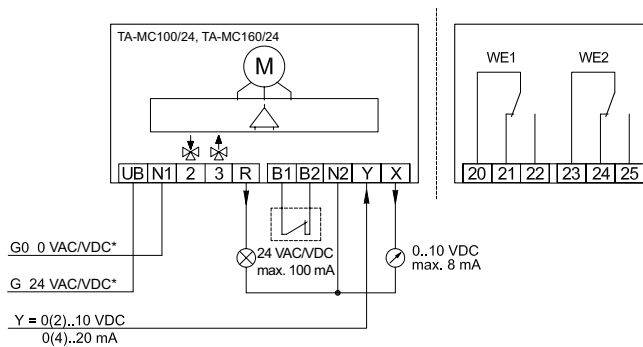 TA-MC100/24, TA-MC160/24
M
UB N1 2 3 R B1 B2 N2 Y X
WE1 WE2
20 21 22 23 24 25
G0 0 VAC/VDC*
24 VAC/VDC
max. 100 mA
0..10 VDC
max. 8 mA
G 24 VAC/VDC*
Y = 0(2)..10 VDC
0(4)..20 mA